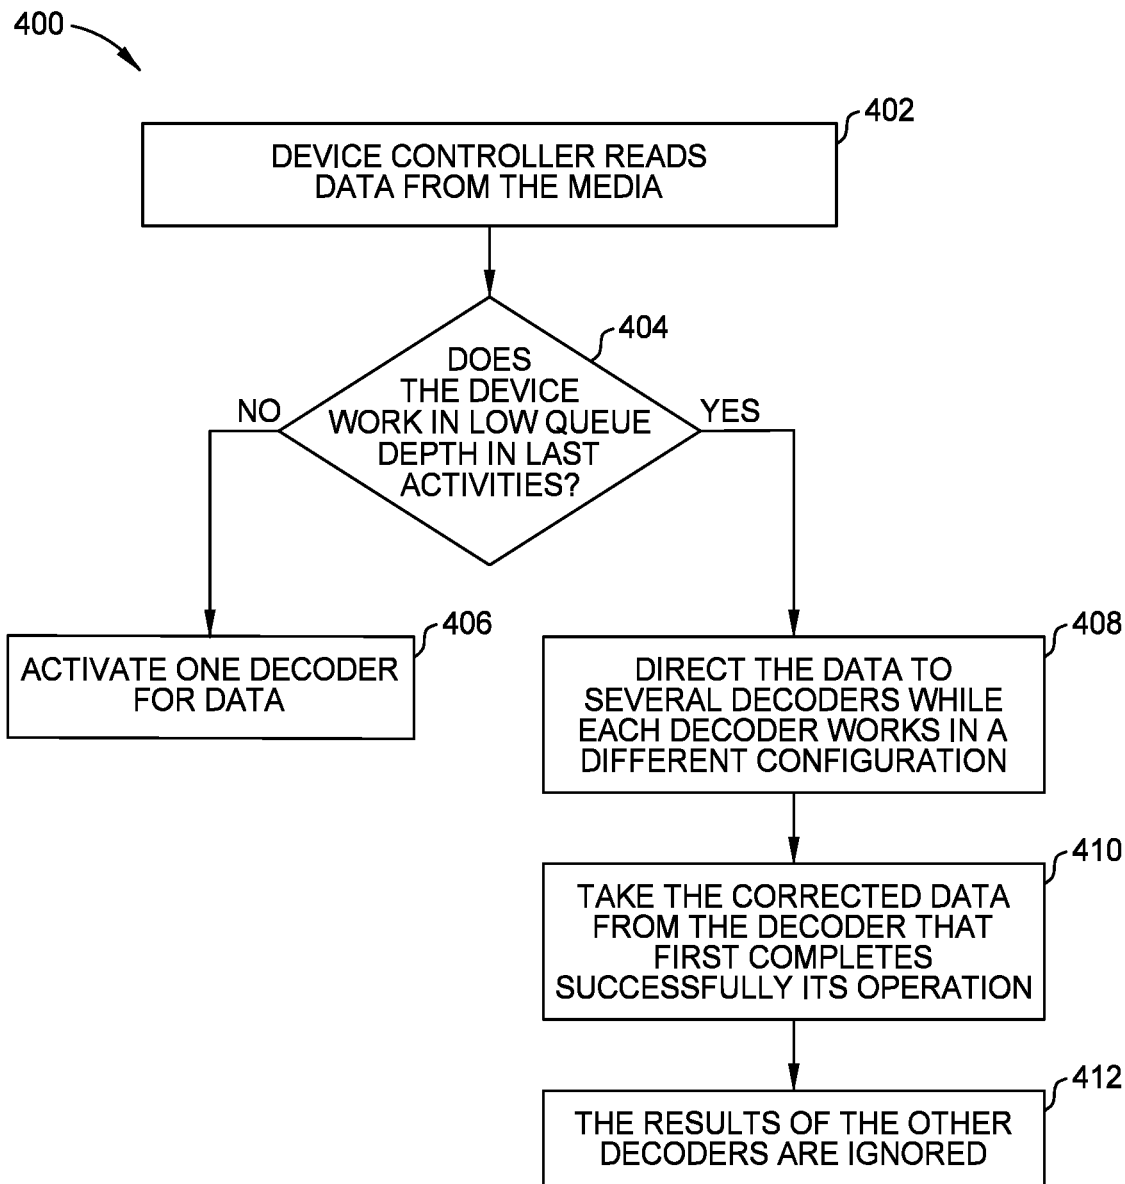 400
402
DEVICE CONTROLLER READS
DATA FROM THE MEDIA
404
DOES
THE DEVICE
WORK IN LOW QUEUE
DEPTH IN LAST
ACTIVITIES?
NO
YES
406
ACTIVATE ONE DECODER
FOR DATA
408
DIRECT THE DATA TO
SEVERAL DECODERS WHILE
EACH DECODER WORKS IN A
DIFFERENT CONFIGURATION
410
TAKE THE CORRECTED DATA
FROM THE DECODER THAT
FIRST COMPLETES
SUCCESSFULLY ITS OPERATION
412
THE RESULTS OF THE OTHER
DECODERS ARE IGNORED